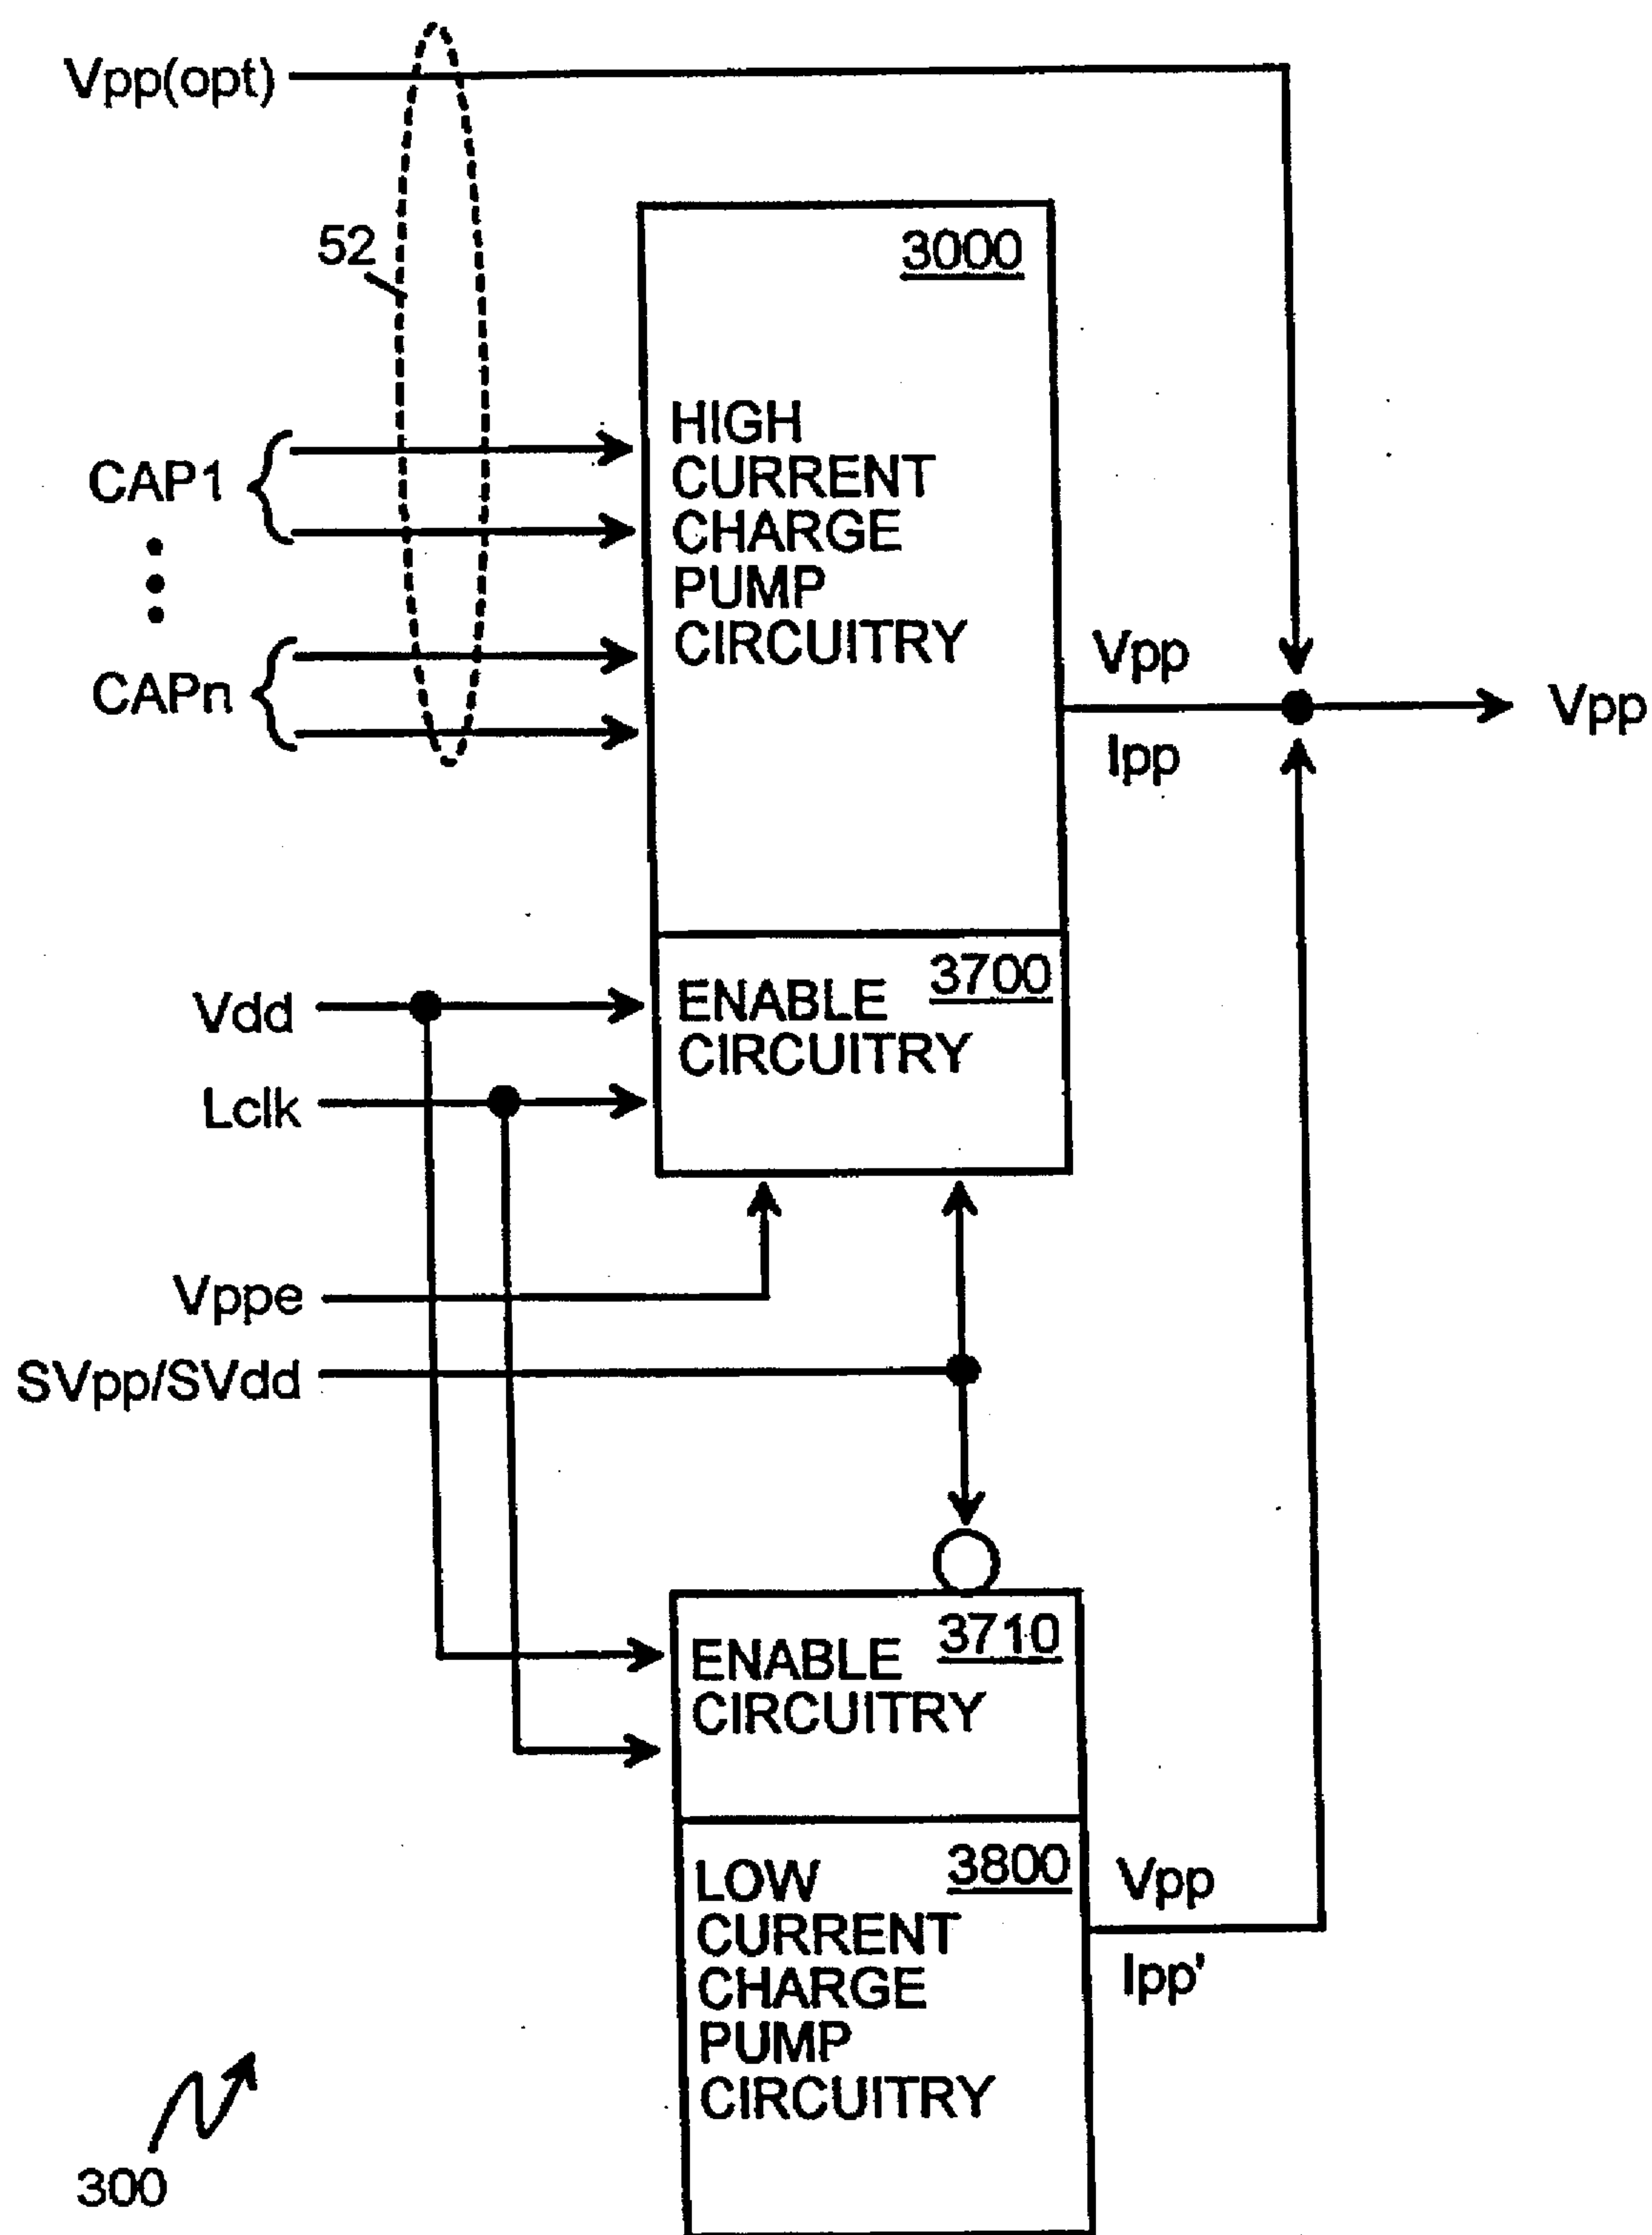 Vpp(opt)
52
3000
HIGH
CURRENT
CHARGE
PUMP
CIRCUITRY
CAP1
CAPn
Vpp
Ipp
Vpp
3700
ENABLE
CIRCUITRY
Vdd
Lclk
Vppe
SVpp/SVdd
3710
ENABLE
CIRCUITRY
3800
LOW
CURRENT
CHARGE
PUMP
CIRCUITRY
Vpp
Ipp'
300